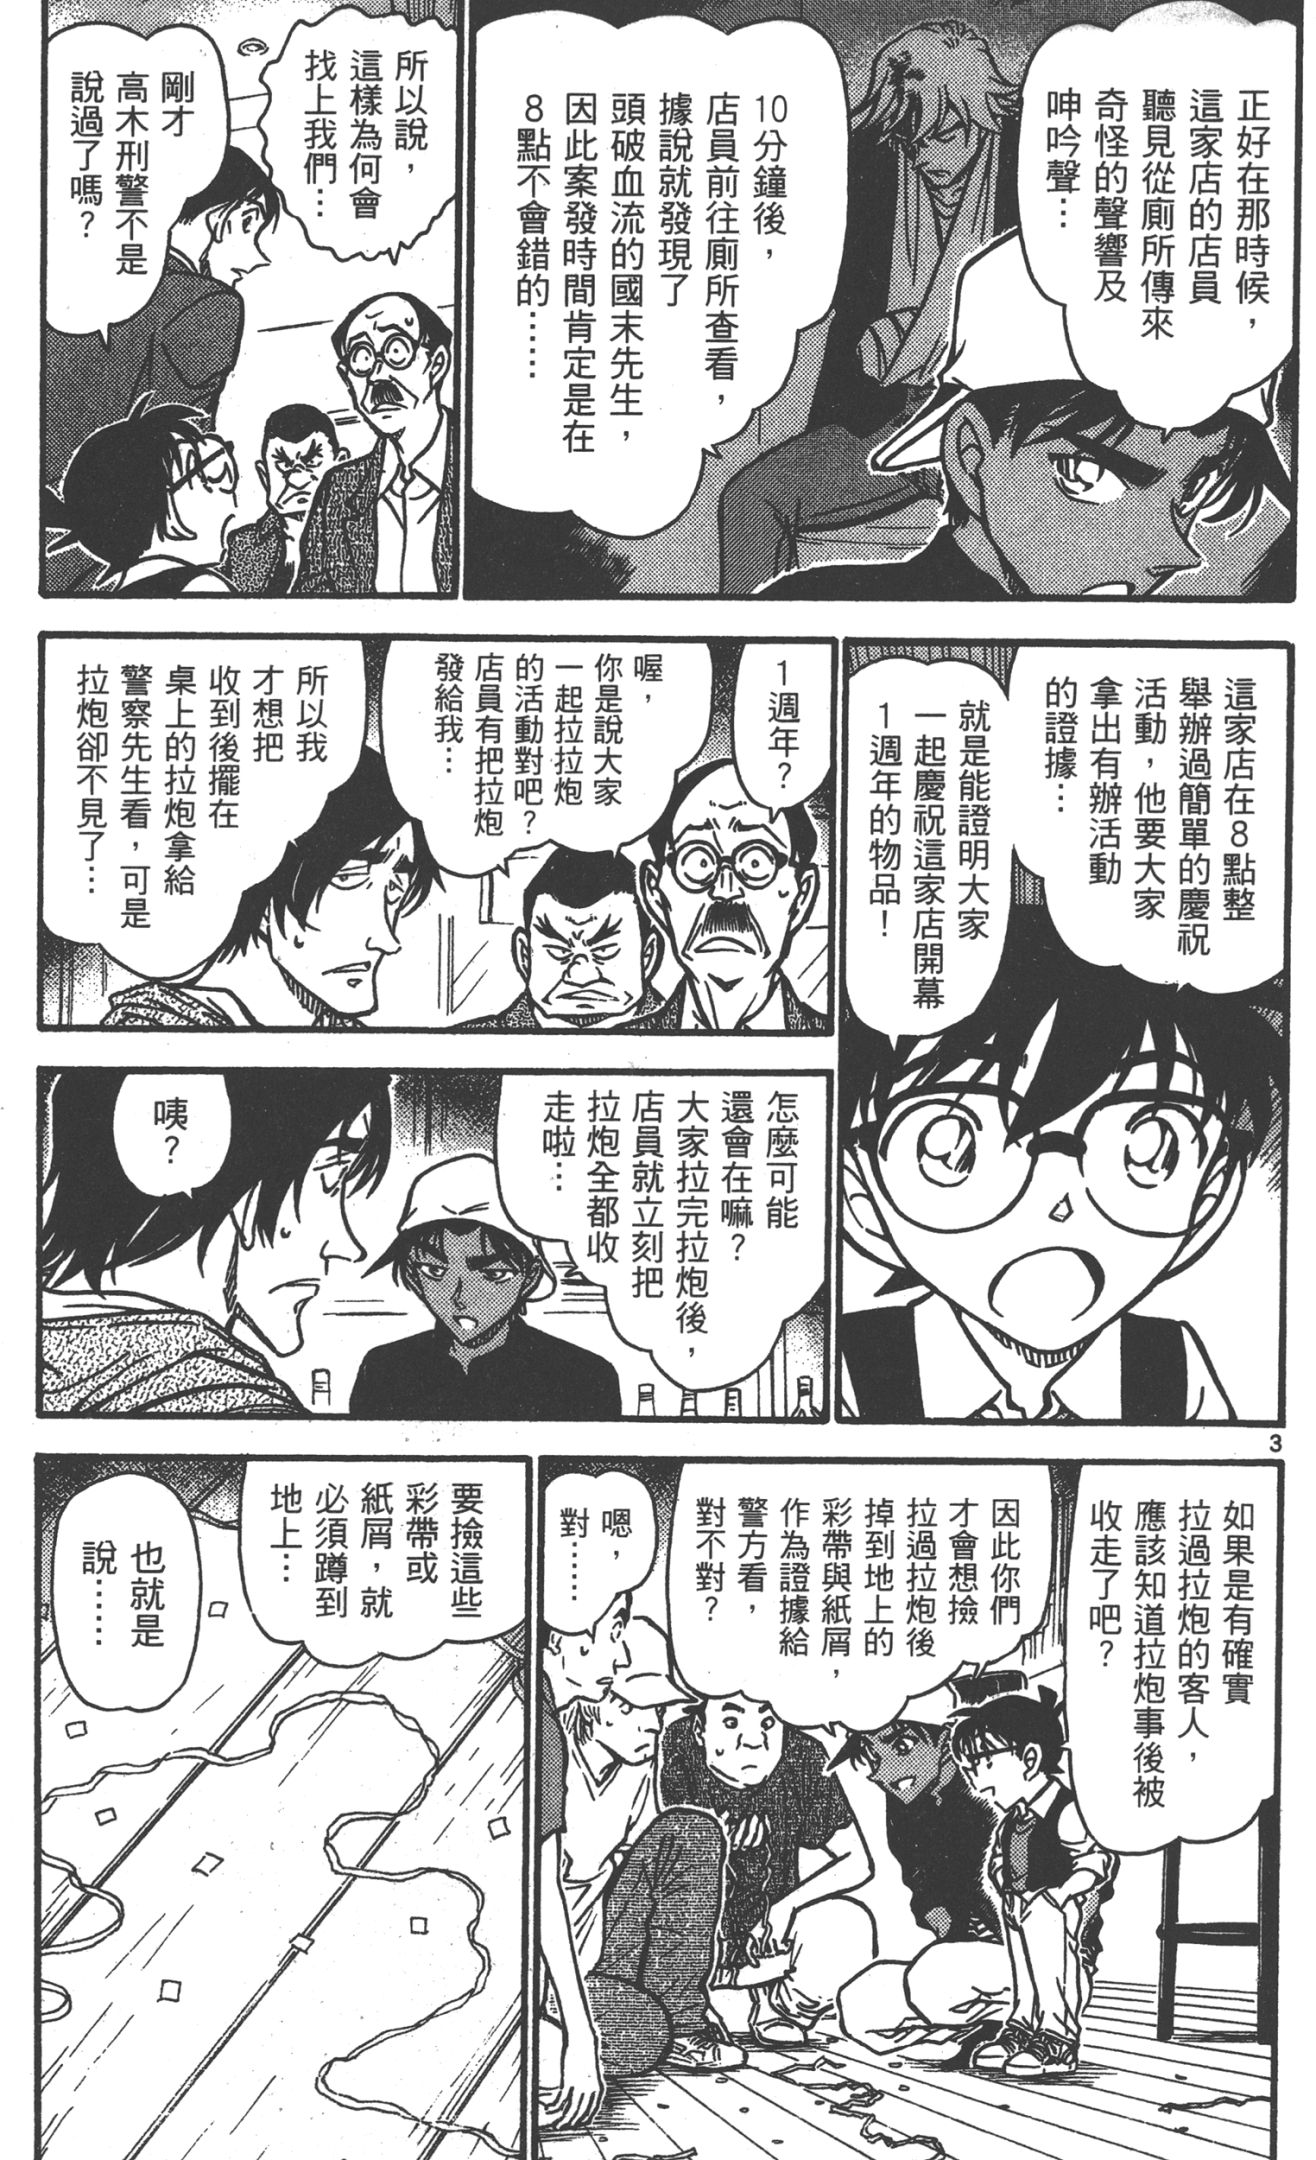 正好在那時候，
這家店的店員
聽見從廁所傳來
奇怪的聲響及
呻吟聲…
10分鐘後，
店員前往廁所查看，
據說就發現了
頭破血流的國末先生，
因此案發時間肯定是在
8點不會錯的……
所以說，
這樣為何會
找上我們…
剛才
高木刑警不是
說過了嗎？
這家店在8點整
舉辦過簡單的慶祝
活動，他要大家
拿出有辦活動
的證據…
就是能證明大家
一起慶祝這家店開幕
1週年的物品！
1週年？
喔，
你是說大家
一起拉拉炮
的活動對吧？
店員有把拉炮
發給我…
所以我
才想把
收到後擺在
桌上的拉炮拿給
警察先生看，可是
拉炮卻不見了…
怎麼可能
還會在嘛？
大家拉完拉炮後，
店員就立刻把
拉炮全都收
走啦…
咦？
3
如果是有確實
拉過拉炮的客人，
應該知道拉炮事後被
收走了吧？
因此你們
才會想撿
拉過拉炮後
掉到地上的
彩帶與紙屑，
作為證據給
警方看，
對不對？
嗯，
對……
要撿這些
彩帶或
紙屑，就
必須蹲到
地上…
也就是
說……